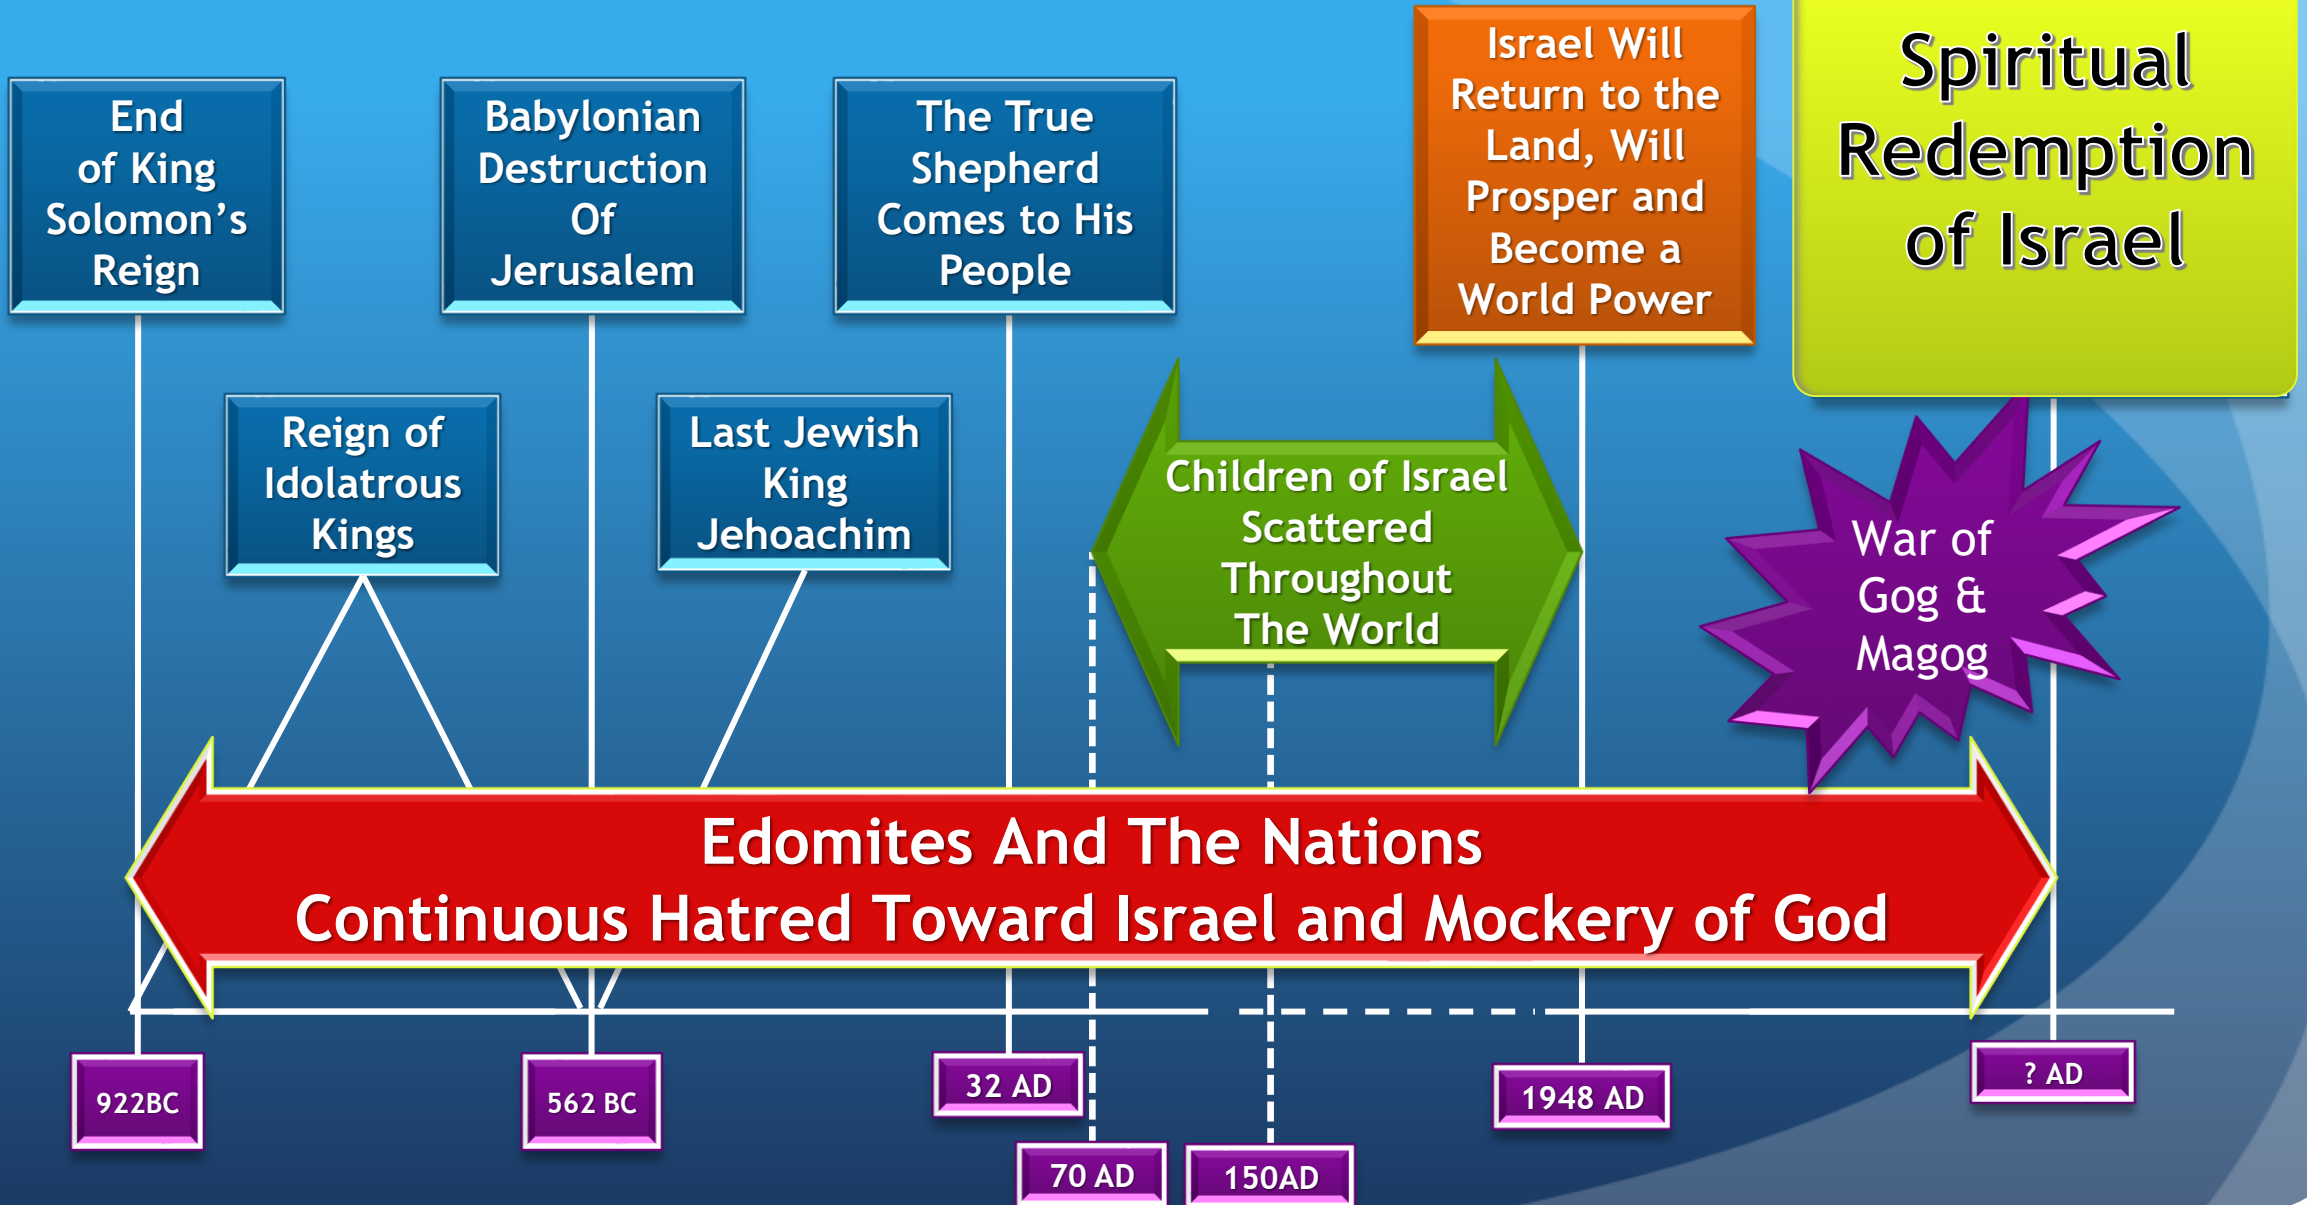 End
of King
Solomon’s
Reign
Babylonian
Destruction
Of
Jerusalem
The True
Shepherd
Comes to His
People
Israel Will
Return to the
Land, Will
Prosper and
Become a
World Power
Spiritual
Redemption
of Israel
Reign of
Idolatrous
Kings
Last Jewish
King
Jehoachim
Children of Israel
Scattered
Throughout
The World
War of
Gog &
Magog
Edomites And The Nations
Continuous Hatred Toward Israel and Mockery of God
922BC
562 BC
32 AD
70 AD
150AD
1948 AD
? AD